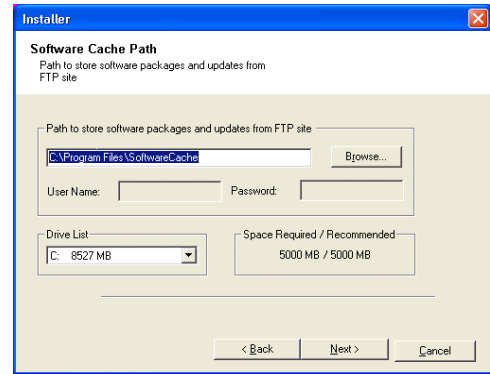 Installer
Software Cache Path
Path to store software packages and updates from
FTP site
Path to store software packages and updates from FTP site
C:\Program Files\SoftwareCache
Browse...
User Name:
Password:
Drive List
Space Required / Recommended
C: 8527 MB
5000 MB / 5000 MB
< Back
Next >
Cancel